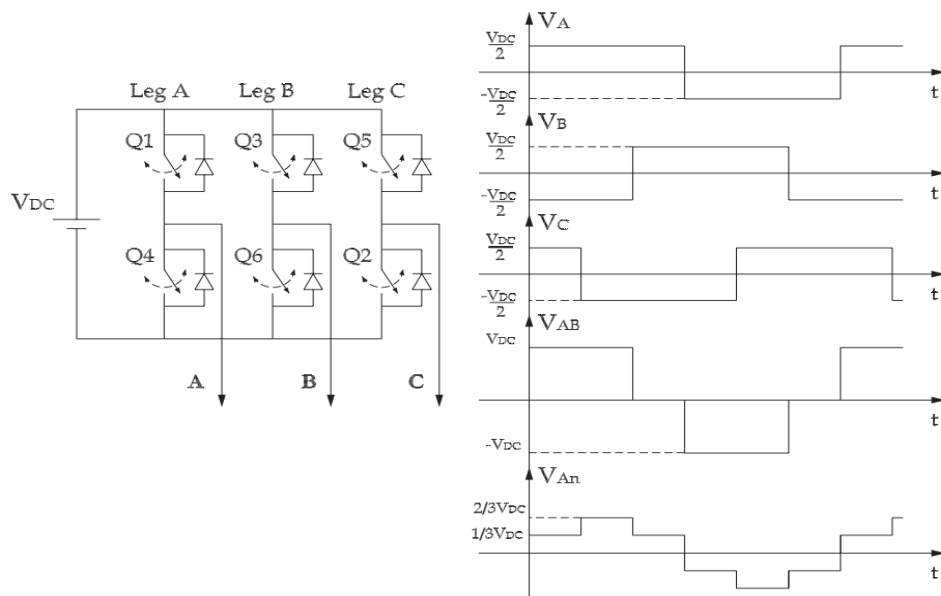 Leg A
Leg B
Leg C
Q1
Q3
Q5
VDC
Q4
Q6
Q2
A
B
C
VA
VDC
2
-VDC
2
t
VB
VDC
2
-VDC
2
t
VC
VDC
2
-VDC
2
t
VAB
VDC
-VDC
t
VAn
2/3VDC
1/3VDC
t